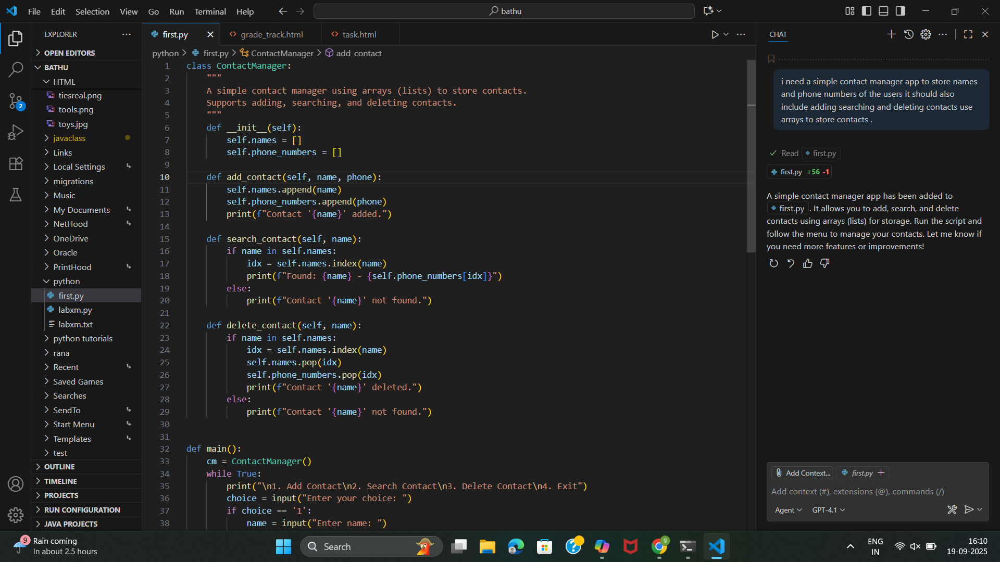 File Edit Selection View Go Run Terminal Help
bathu
EXPLORER
OPEN EDITORS
BATHU
HTML
tiesreal.png
tools.png
toys.jpg
javaclass
Links
Local Settings
migrations
Music
My Documents
NetHood
OneDrive
Oracle
PrintHood
python
first.py
labxm.py
labxm.txt
python tutorials
rana
Recent
Saved Games
Searches
SendTo
Start Menu
Templates
test
OUTLINE
TIMELINE
PROJECTS
RUN CONFIGURATION
JAVA PROJECTS
2
first.py
grade_track.html
task.html
python > first.py > ContactManager > add_contact
1 class ContactManager:
2     """
3     A simple contact manager using arrays (lists) to store contacts.
4     Supports adding, searching, and deleting contacts.
5     """
6     def __init__(self):
7         self.names = []
8         self.phone_numbers = []
9
10     def add_contact(self, name, phone):
11         self.names.append(name)
12         self.phone_numbers.append(phone)
13         print(f"Contact '{name}' added.")
14
15     def search_contact(self, name):
16         if name in self.names:
17             idx = self.names.index(name)
18             print(f"Found: {name} - {self.phone_numbers[idx]}")
19         else:
20             print(f"Contact '{name}' not found.")
21
22     def delete_contact(self, name):
23         if name in self.names:
24             idx = self.names.index(name)
25             self.names.pop(idx)
26             self.phone_numbers.pop(idx)
27             print(f"Contact '{name}' deleted.")
28         else:
29             print(f"Contact '{name}' not found.")
30
31
32 def main():
33     cm = ContactManager()
34     while True:
35         print("\n1. Add Contact\n2. Search Contact\n3. Delete Contact\n4. Exit")
36         choice = input("Enter your choice: ")
37         if choice == '1':
38             name = input("Enter name: ")
CHAT
i need a simple contact manager app to store names
and phone numbers of the users it should also
include adding searching and deleting contacts use
arrays to store contacts .
Read first.py
first.py +56 -1
A simple contact manager app has been added to
first.py . It allows you to add, search, and delete
contacts using arrays (lists) for storage. Run the script and
follow the menu to manage your contacts. Let me know if
you need more features or improvements!
Add Context... first.py
Add context (#), extensions (@), commands (/)
Agent GPT-4.1
9
Rain coming
In about 2.5 hours
Search
9
ENG
IN
16:10
19-09-2025